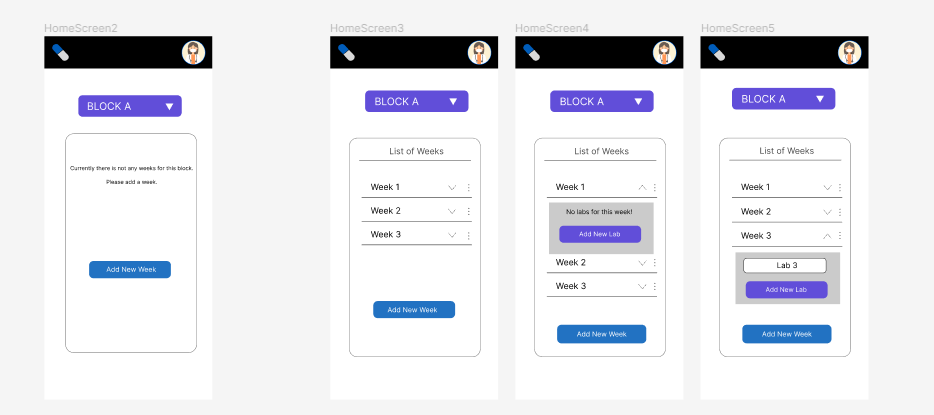 HomeScreen2
BLOCK A
Currently there is not any weeks for this block.
Please add a week.
Add New Week
HomeScreen3
BLOCK A
List of Weeks
Week 1
Week 2
Week 3
Add New Week
HomeScreen4
BLOCK A
List of Weeks
Week 1
No labs for this week!
Add New Lab
Week 2
Week 3
Add New Week
HomeScreen5
BLOCK A
List of Weeks
Week 1
Week 2
Week 3
Lab 3
Add New Lab
Add New Week